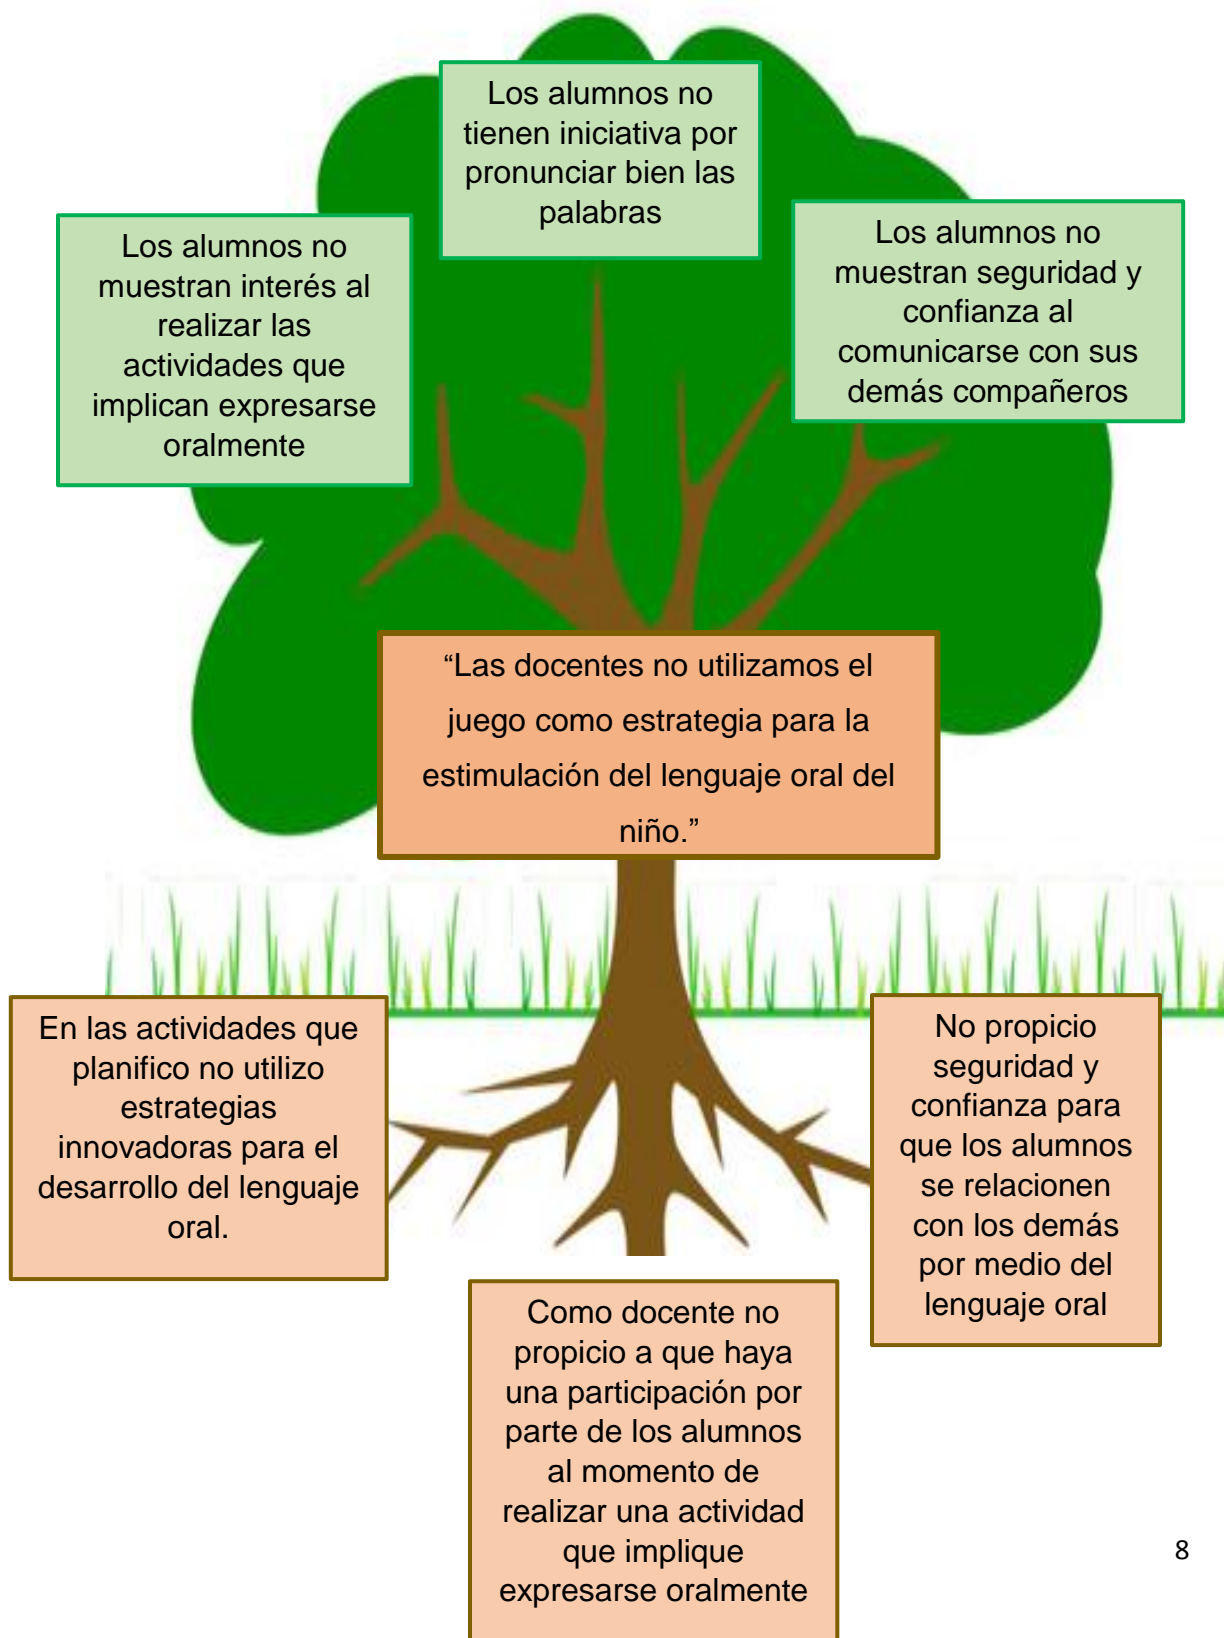 Los alumnos no
tienen iniciativa por
pronunciar bien las
palabras
Los alumnos no
muestran interés al
realizar las
actividades que
implican expresarse
oralmente
Los alumnos no
muestran seguridad y
confianza al
comunicarse con sus
demás compañeros
“Las docentes no utilizamos el
juego como estrategia para la
estimulación del lenguaje oral del
niño.”
En las actividades que
planifico no utilizo
estrategias
innovadoras para el
desarrollo del lenguaje
oral.
No propicio
seguridad y
confianza para
que los alumnos
se relacionen
con los demás
por medio del
lenguaje oral
Como docente no
propicio a que haya
una participación por
parte de los alumnos
al momento de
realizar una actividad
que implique
expresarse oralmente
8